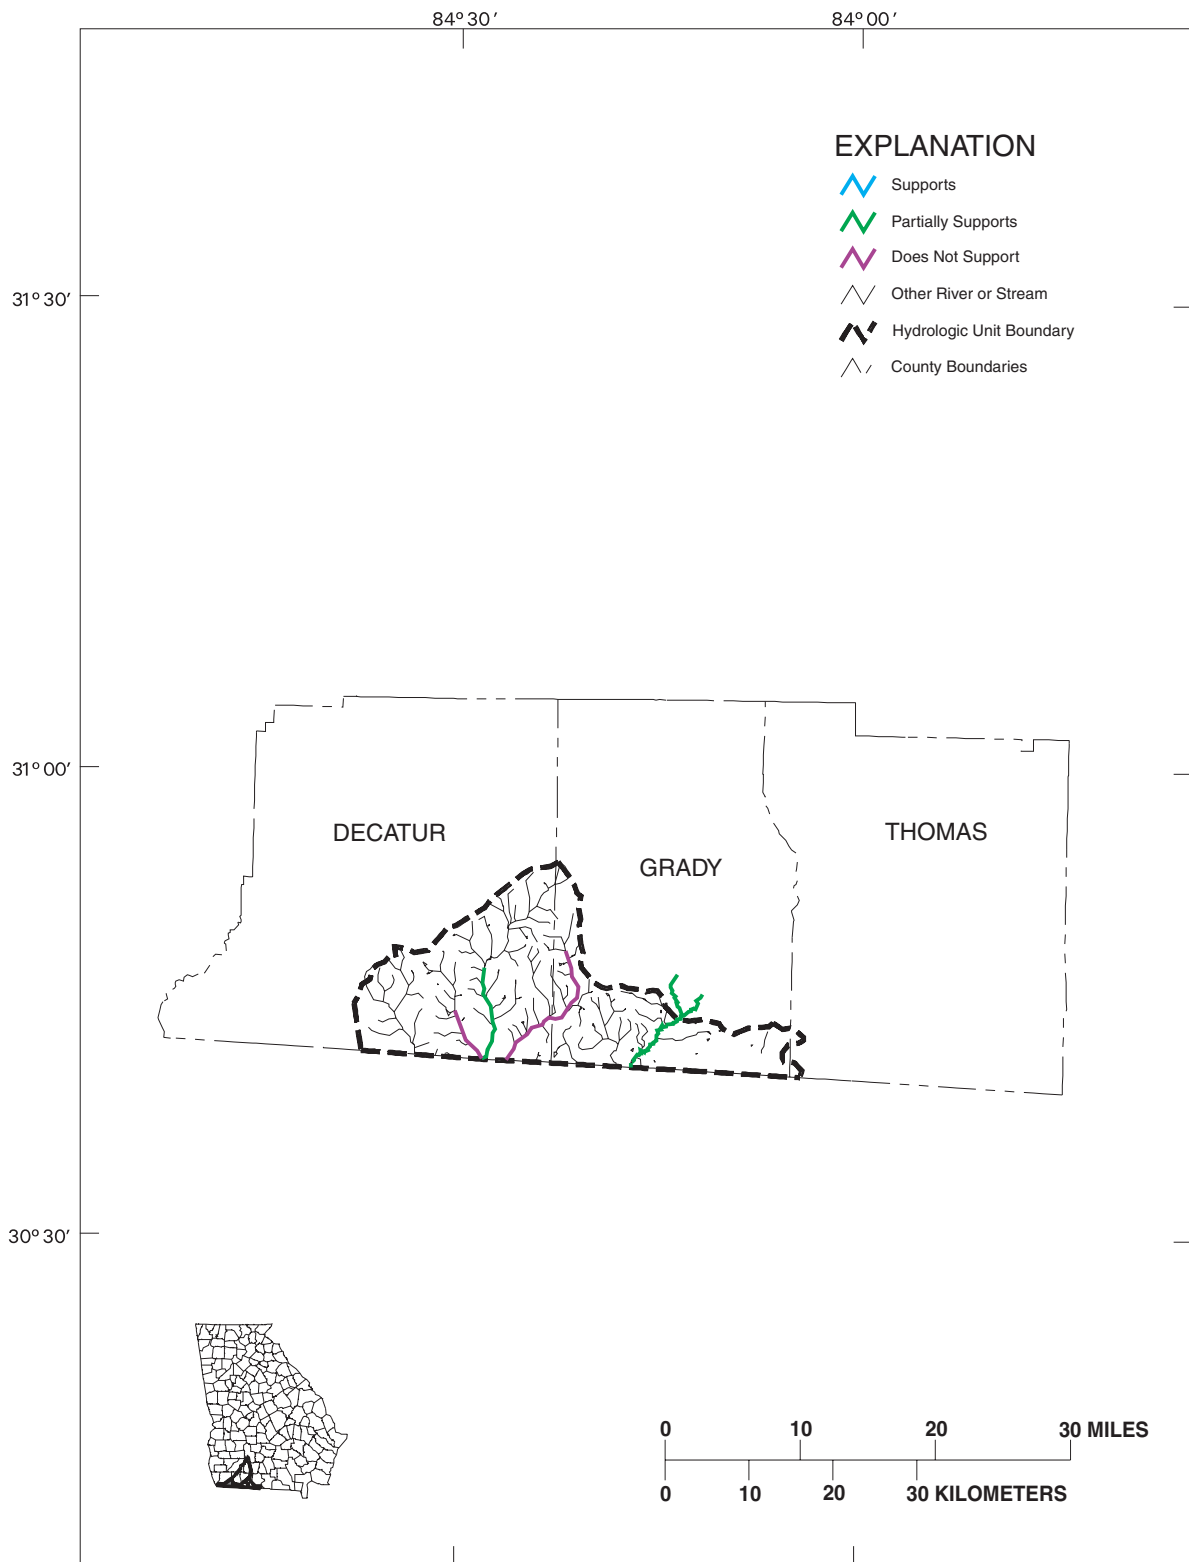 84° 30′ 84° 00′
EXPLANATION
Supports
Partially Supports
Does Not Support
Other River or Stream
Hydrologic Unit Boundary
County Boundaries
31° 30′
31° 00′
DECATUR
GRADY
THOMAS
30° 30′
0 10 20 30 MILES
0 10 20 30 KILOMETERS